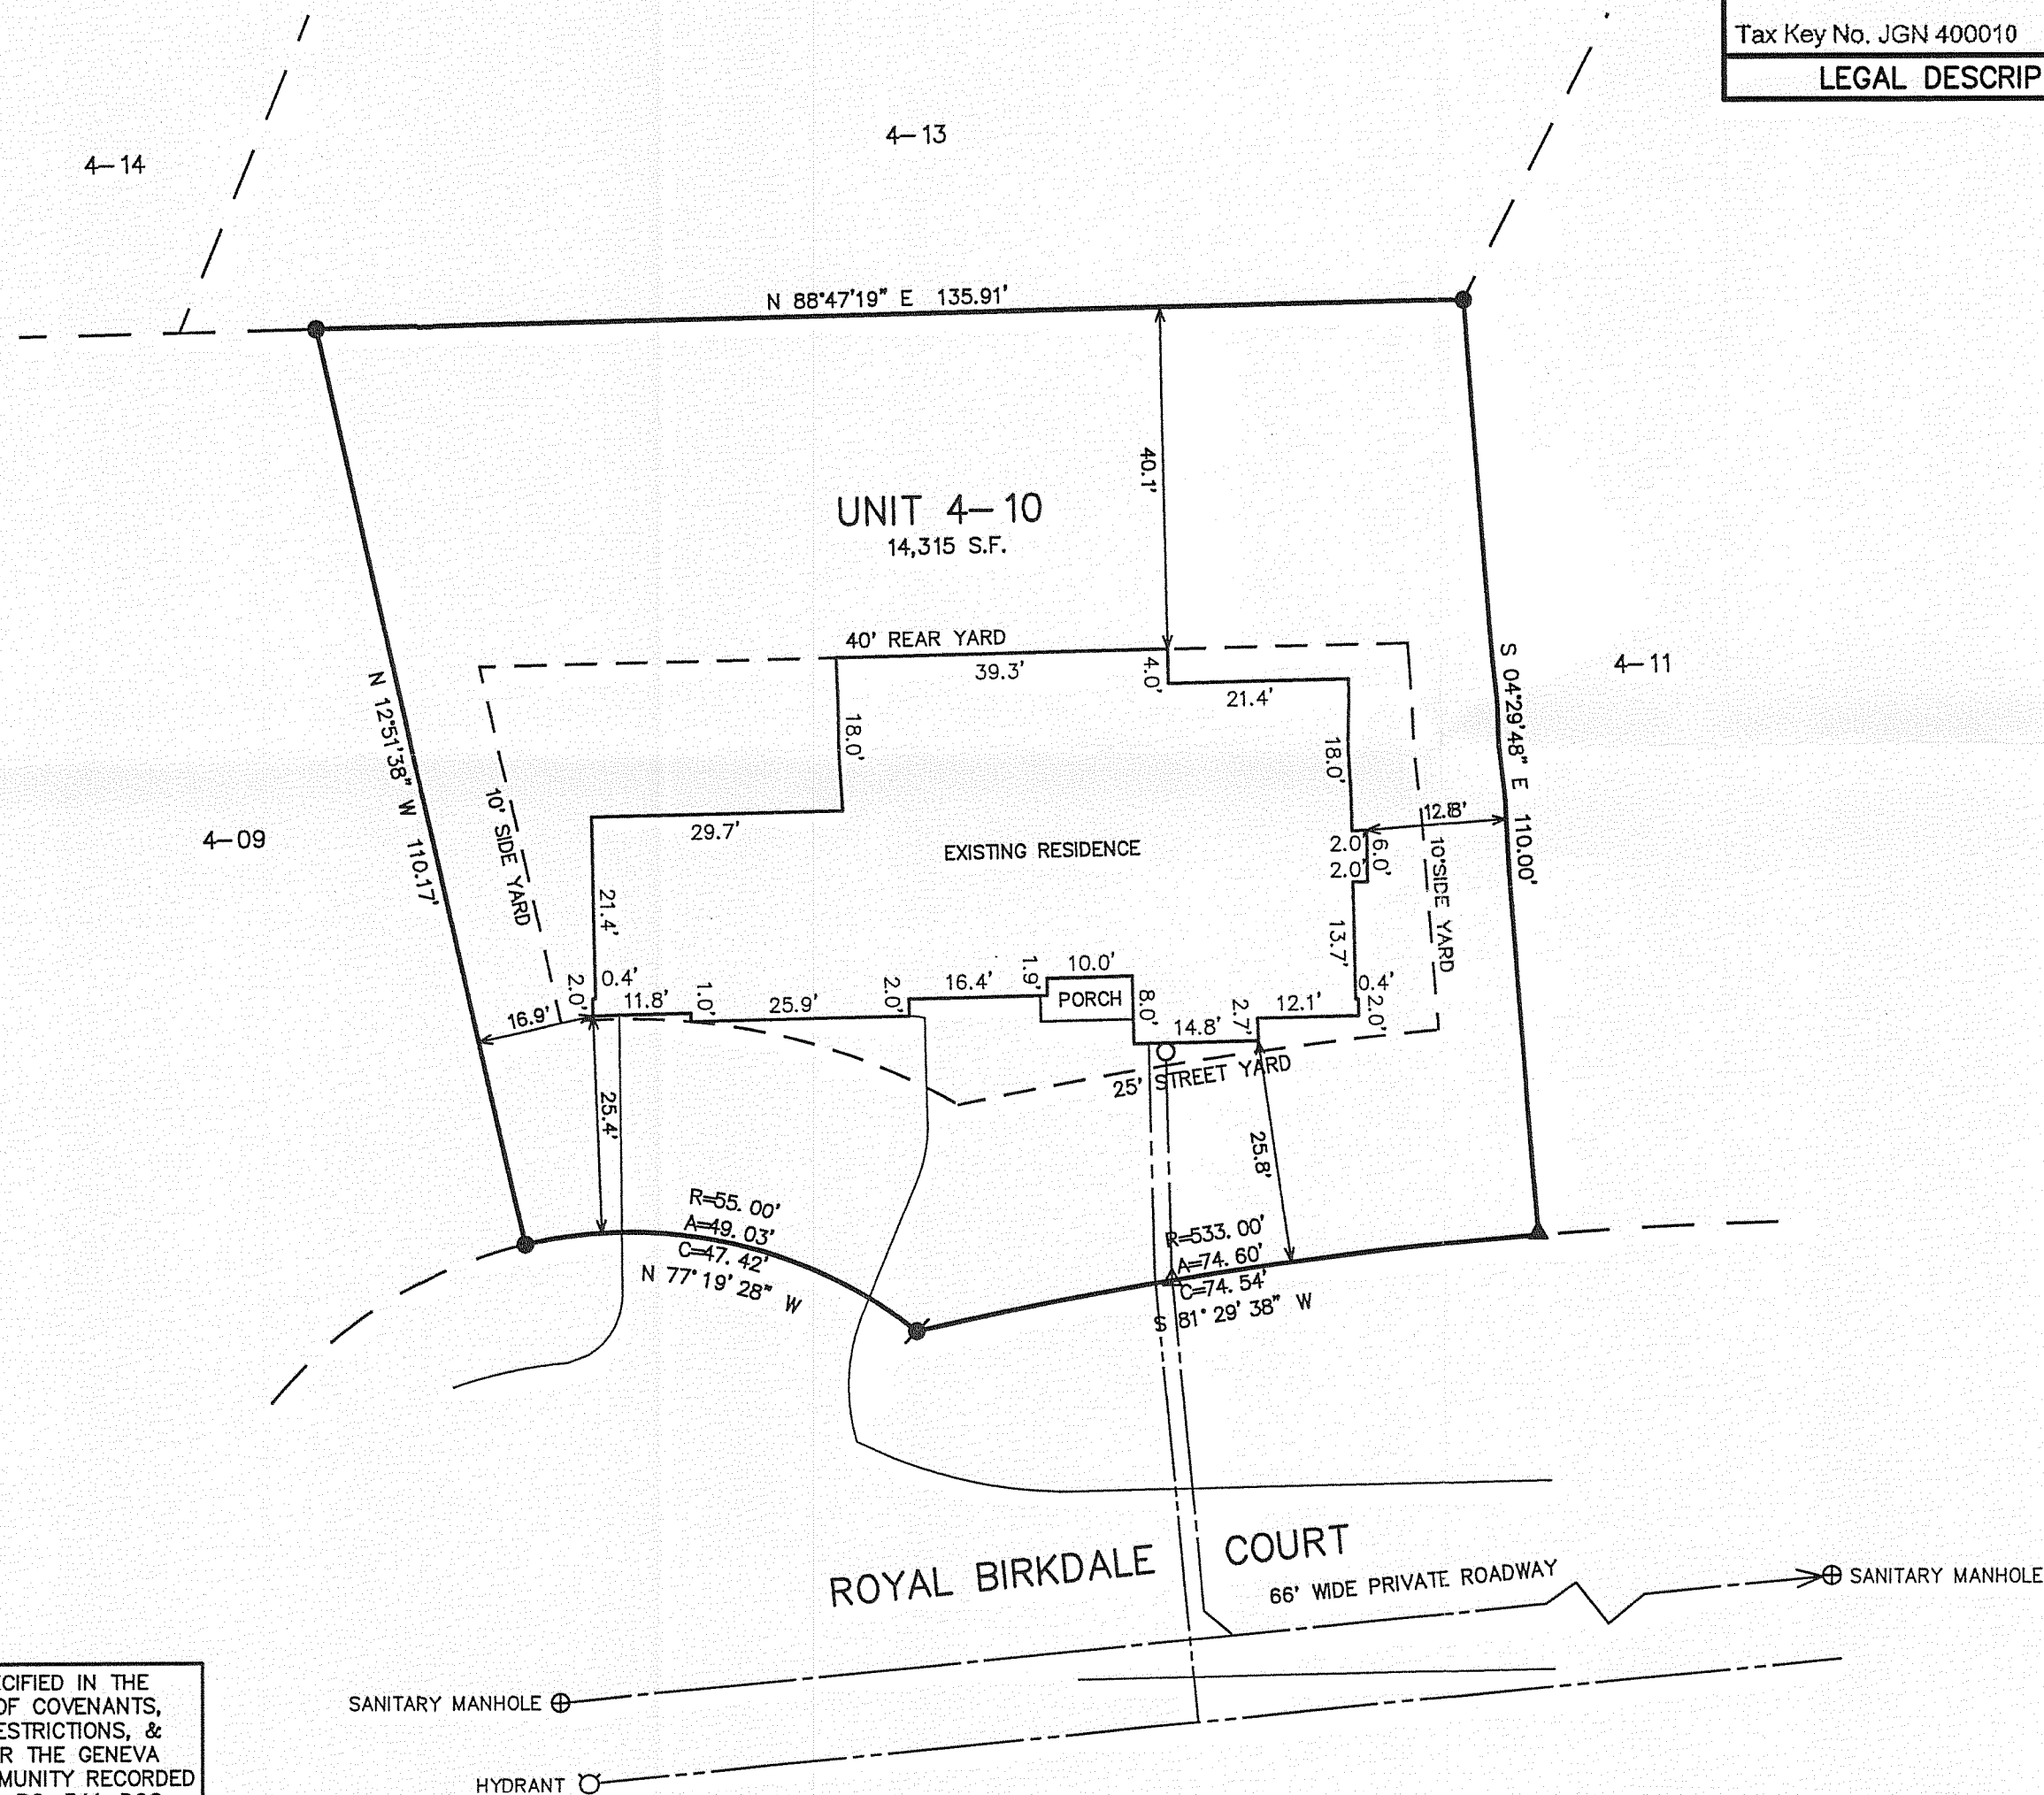 Tax Key No. JGN 400010
LEGAL DESCRIP
4-14
4-13
N 88°47'19" E 135.91'
40.1'
UNIT 4-10
14,315 S.F.
40' REAR YARD
39.3'
4.0'
21.4'
S 04°29'48" E 110.00'
4-11
N 12°51'38" W 110.17'
18.0'
18.0'
10' SIDE YARD
29.7'
12.8'
4-09
EXISTING RESIDENCE
2.0'
6.0'
2.0'
10' SIDE YARD
21.4'
13.7'
2.0'
0.4'
11.8'
1.0'
25.9'
2.0'
16.4'
1.9'
10.0'
PORCH
8.0'
14.8'
2.7'
12.1'
0.4'
2.0'
16.9'
25' STREET YARD
25.4'
25.8'
R=55.00'
A=49.03'
C=47.42'
N 77°19'28" W
R=533.00'
A=74.60'
C=74.54'
S 81°29'38" W
ROYAL BIRKDALE COURT
66' WIDE PRIVATE ROADWAY
SANITARY MANHOLE
SANITARY MANHOLE
HYDRANT
CIFIED IN THE
OF COVENANTS,
ESTRICTIONS, &
R THE GENEVA
MUNITY RECORDED